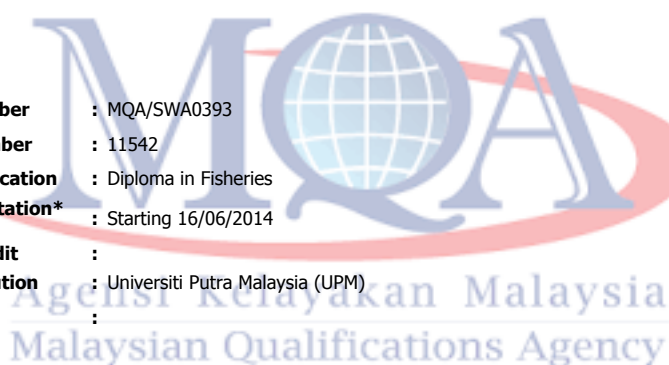 MQA
ber : MQA/SWA0393
ber : 11542
cation : Diploma in Fisheries
tation* : Starting 16/06/2014
dit :
tion : Universiti Putra Malaysia (UPM)
:
Agensi Kelayakan Malaysia
Malaysian Qualifications Agency